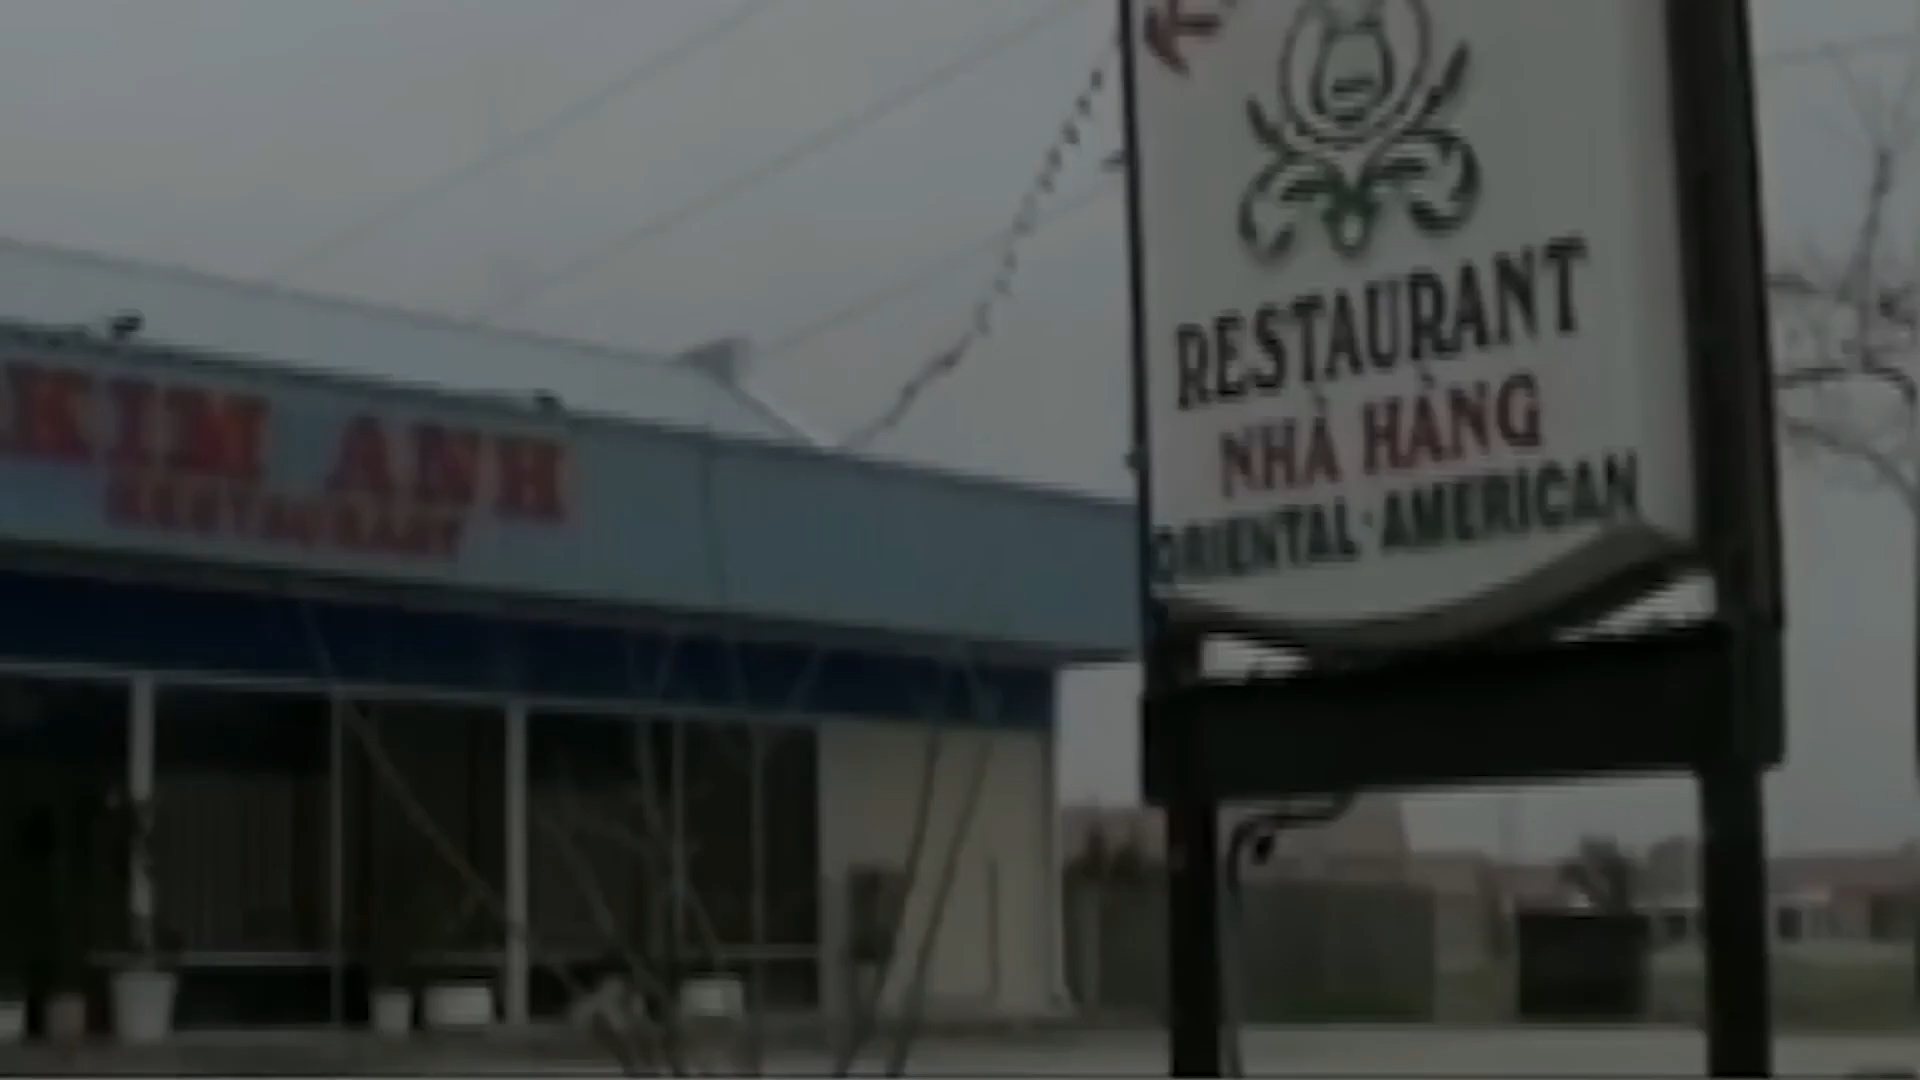 KIM ANH
RESTAURANT
RESTAURANT
NHÀ HÀNG
ORIENTAL · AMERICAN